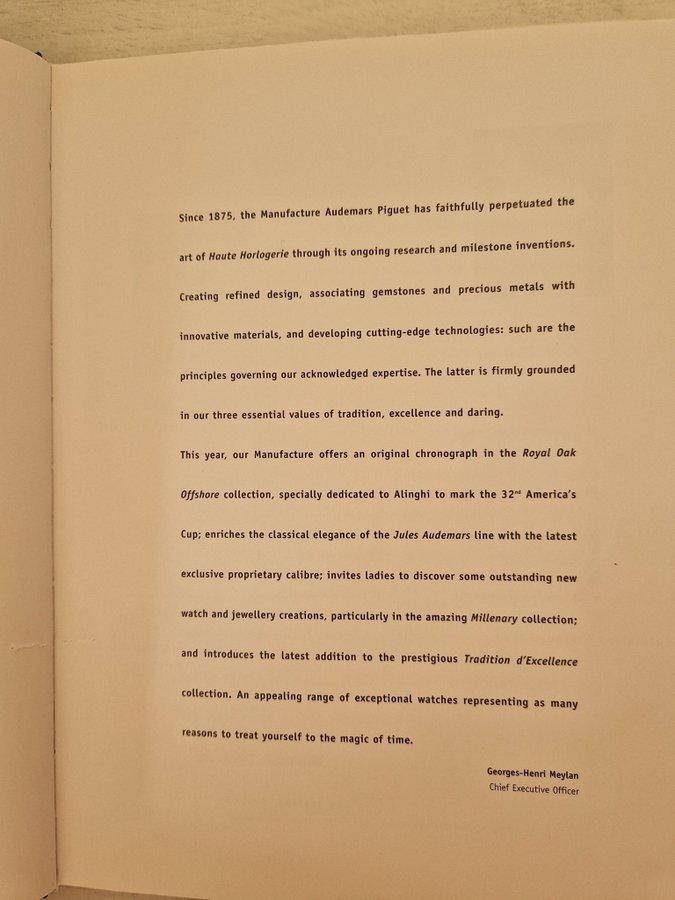 Since 1875, the Manufacture Audemars Piguet has faithfully perpetuated the
art of Haute Horlogerie through its ongoing research and milestone inventions.
Creating refined design, associating gemstones and precious metals with
innovative materials, and developing cutting-edge technologies: such are the
principles governing our acknowledged expertise. The latter is firmly grounded
in our three essential values of tradition, excellence and daring.
This year, our Manufacture offers an original chronograph in the Royal Oak
Offshore collection, specially dedicated to Alinghi to mark the 32nd America's
Cup; enriches the classical elegance of the Jules Audemars line with the latest
exclusive proprietary calibre; invites ladies to discover some outstanding new
watch and jewellery creations, particularly in the amazing Millenary collection;
and introduces the latest addition to the prestigious Tradition d'Excellence
collection. An appealing range of exceptional watches representing as many
reasons to treat yourself to the magic of time.
Georges-Henri Meylan
Chief Executive Officer